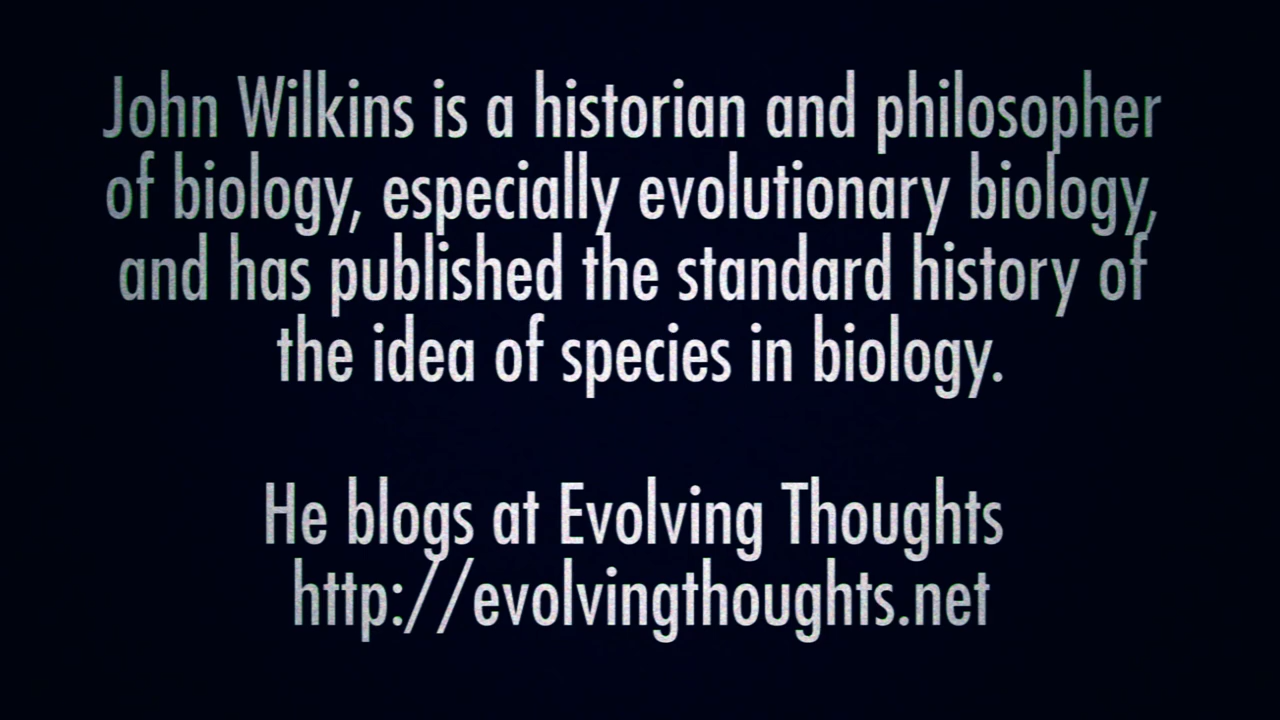 John Wilkins is a historian and philosopher
of biology, especially evolutionary biology,
and has published the standard history of
the idea of species in biology.
He blogs at Evolving Thoughts
http://evolvingthoughts.net